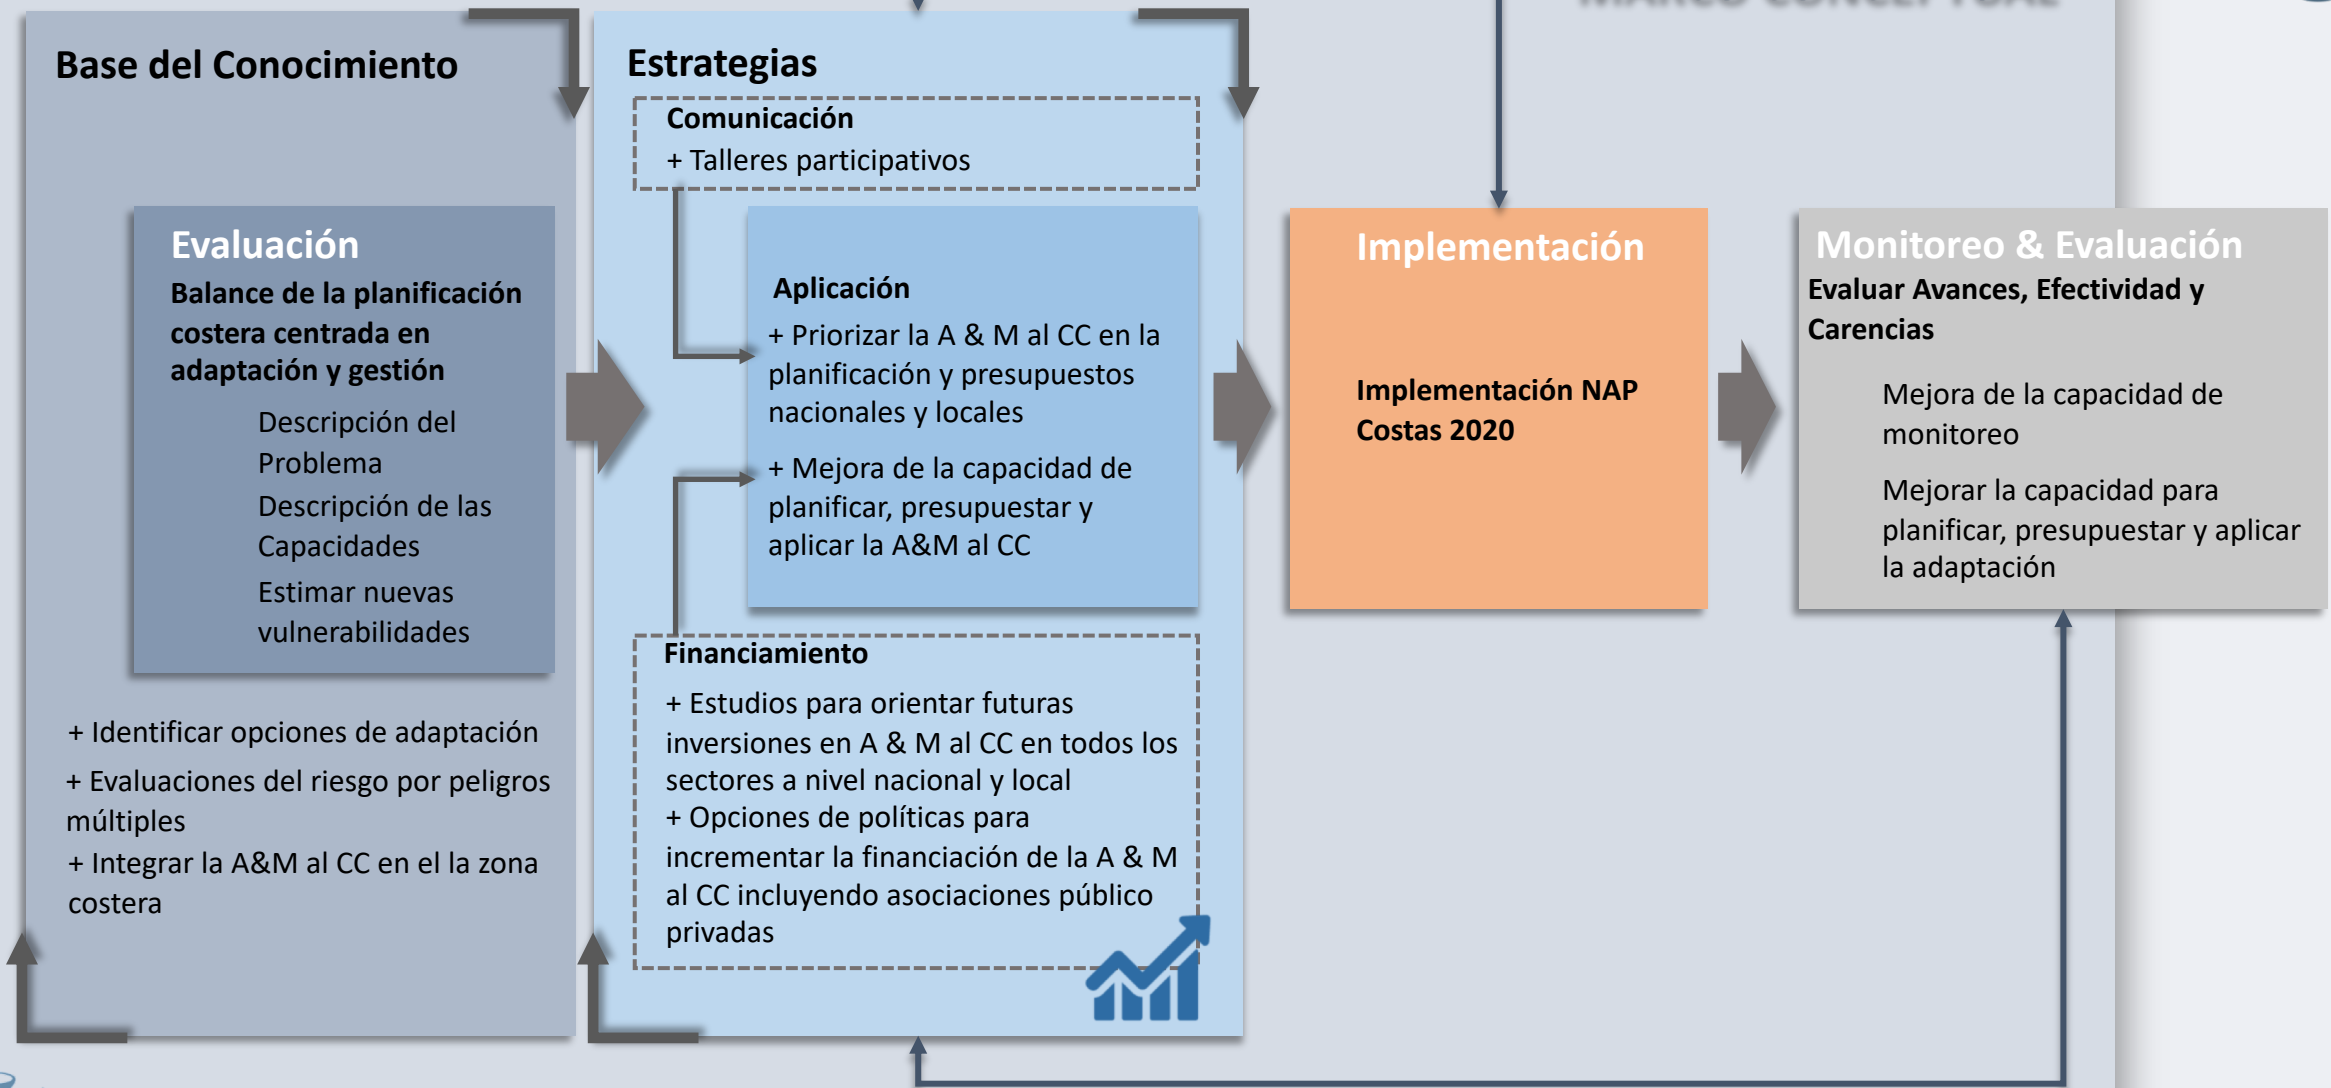 MARCO CONCEPTUAL
Base del Conocimiento
Evaluación
Balance de la planificación
costera centrada en
adaptación y gestión
Descripción del
Problema
Descripción de las
Capacidades
Estimar nuevas
vulnerabilidades
+ Identificar opciones de adaptación
+ Evaluaciones del riesgo por peligros
múltiples
+ Integrar la A&M al CC en el la zona
costera
Estrategias
Comunicación
+ Talleres participativos
Aplicación
+ Priorizar la A & M al CC en la
planificación y presupuestos
nacionales y locales
+ Mejora de la capacidad de
planificar, presupuestar y
aplicar la A&M al CC
Financiamiento
+ Estudios para orientar futuras
inversiones en A & M al CC en todos los
sectores a nivel nacional y local
+ Opciones de políticas para
incrementar la financiación de la A & M
al CC incluyendo asociaciones público
privadas
Implementación
Implementación NAP
Costas 2020
Monitoreo & Evaluación
Evaluar Avances, Efectividad y
Carencias
Mejora de la capacidad de
monitoreo
Mejorar la capacidad para
planificar, presupuestar y aplicar
la adaptación